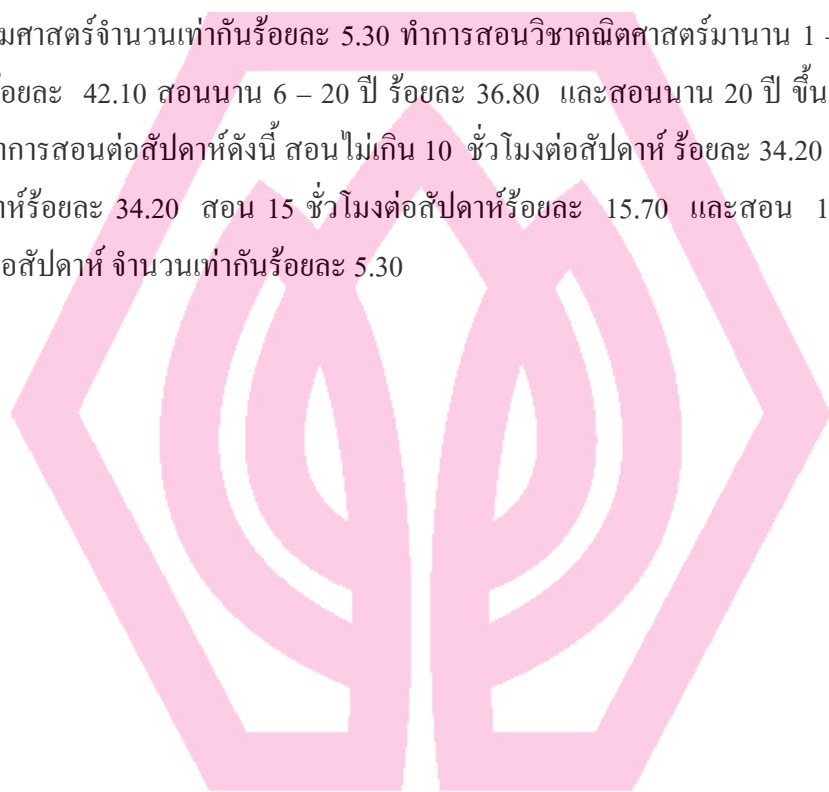 มศาสตร์จำนวนเท่ากันร้อยละ 5.30 ทำการสอนวิชาคณิตศาสตร์มานาน 1 -
้อยละ 42.10 สอนนาน 6 – 20 ปี ร้อยละ 36.80 และสอนนาน 20 ปี ขึ้น
าการสอนต่อสัปดาห์ดังนี้ สอนไม่เกิน 10 ชั่วโมงต่อสัปดาห์ ร้อยละ 34.20
าห์ร้อยละ 34.20 สอน 15 ชั่วโมงต่อสัปดาห์ร้อยละ 15.70 และสอน 1
อสัปดาห์ จำนวนเท่ากันร้อยละ 5.30